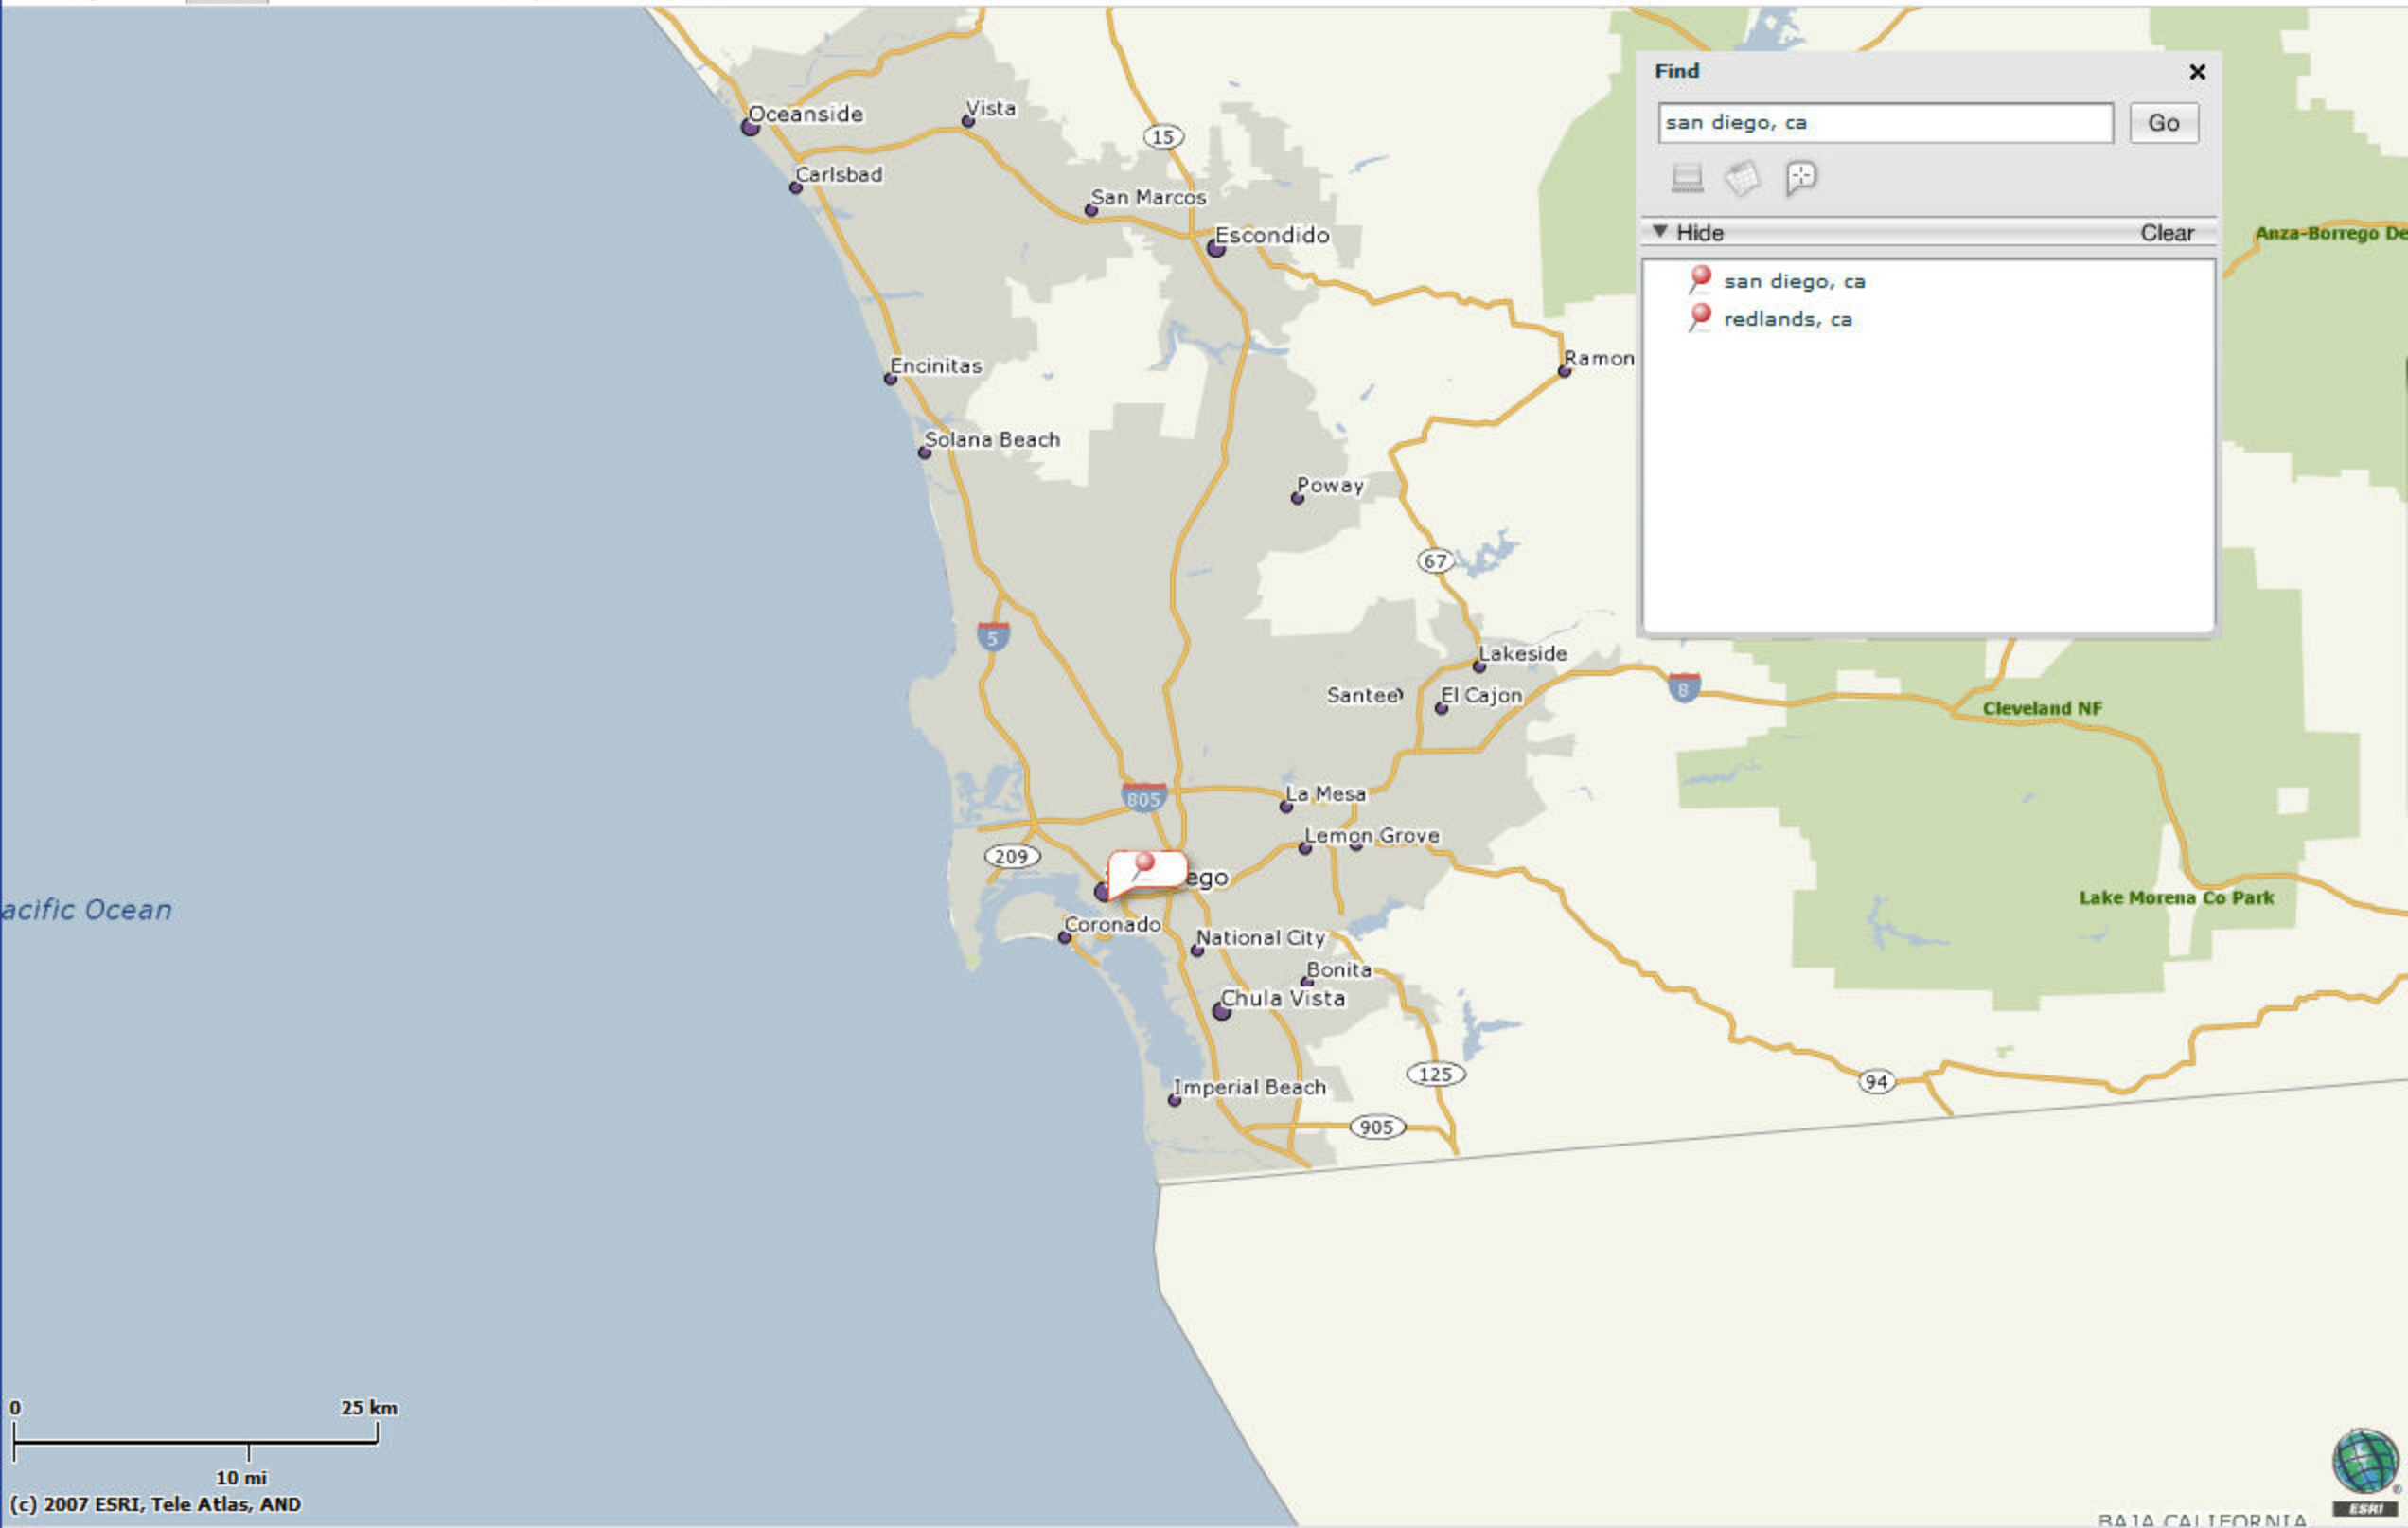 Find
san diego, ca
Go
Hide
Clear
san diego, ca
redlands, ca
Oceanside
Vista
15
Carlsbad
San Marcos
Escondido
Anza-Borrego De
Encinitas
Ramon
Solana Beach
Poway
67
5
Lakeside
Santee
El Cajon
8
Cleveland NF
805
La Mesa
Lemon Grove
209
ego
Lake Morena Co Park
acific Ocean
Coronado
National City
Bonita
Chula Vista
125
94
Imperial Beach
905
0
25 km
10 mi
(c) 2007 ESRI, Tele Atlas, AND
ESRI
BAJA CALIFORNIA